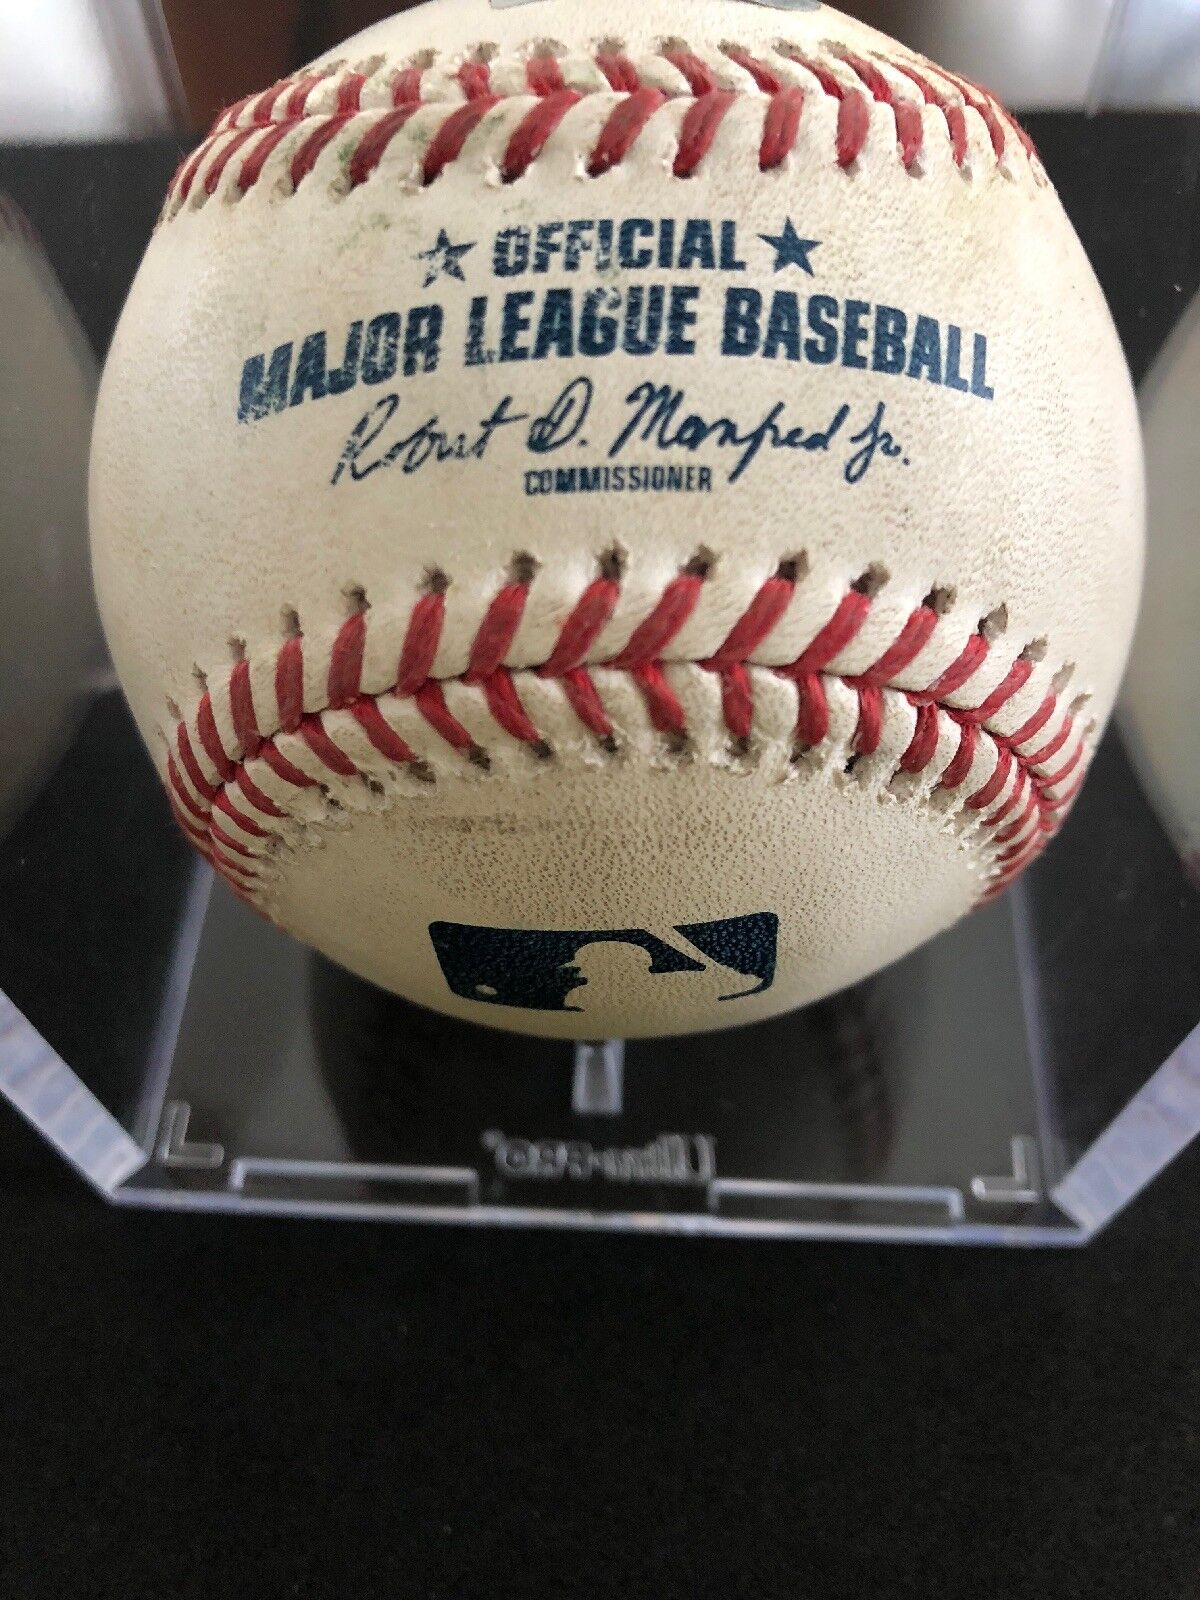 ★ OFFICIAL ★
MAJOR LEAGUE BASEBALL
Robert D. Manfred Jr.
COMMISSIONER